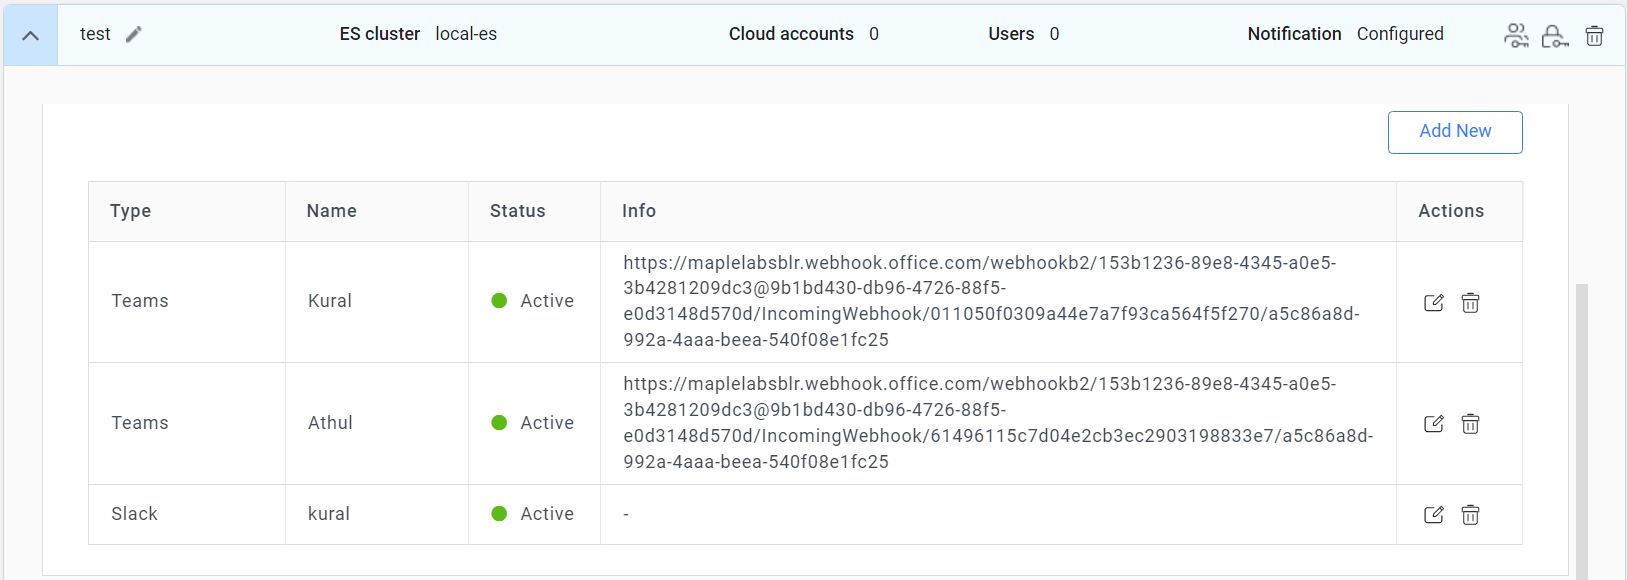 test ES cluster local-es Cloud accounts 0 Users 0 Notification Configured
Add New
Type Name Status Info Actions
Teams Kural Active
https://maplelabsblr.webhook.office.com/webhookb2/153b1236-89e8-4345-a0e5-
3b4281209dc3@9b1bd430-db96-4726-88f5-
e0d3148d570d/IncomingWebhook/011050f0309a44e7a7f93ca564f5f270/a5c86a8d-
992a-4aaa-beea-540f08e1fc25
Teams Athul Active
https://maplelabsblr.webhook.office.com/webhookb2/153b1236-89e8-4345-a0e5-
3b4281209dc3@9b1bd430-db96-4726-88f5-
e0d3148d570d/IncomingWebhook/61496115c7d04e2cb3ec2903198833e7/a5c86a8d-
992a-4aaa-beea-540f08e1fc25
Slack kural Active -